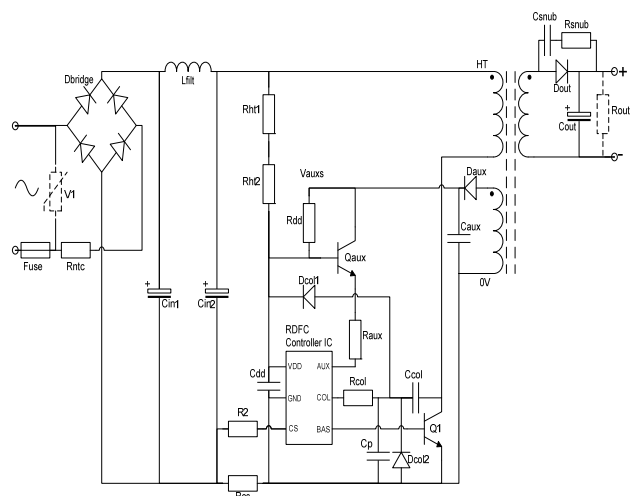 Csnub
Rsnub
Dbridge
Lfilt
HT
Dout
+
+
Cout
Rout
-
Rht1
Rht2
V1
Vauxs
Daux
Rdd
Qaux
Caux
Fuse
Rntc
Dcol1
0V
+
Cin1
+
Cin2
Raux
RDFC
Controller IC
Cdd
VDD
AUX
Rcol
Ccol
GND
COL
R2
CS
BAS
Q1
Cp
Dcol2